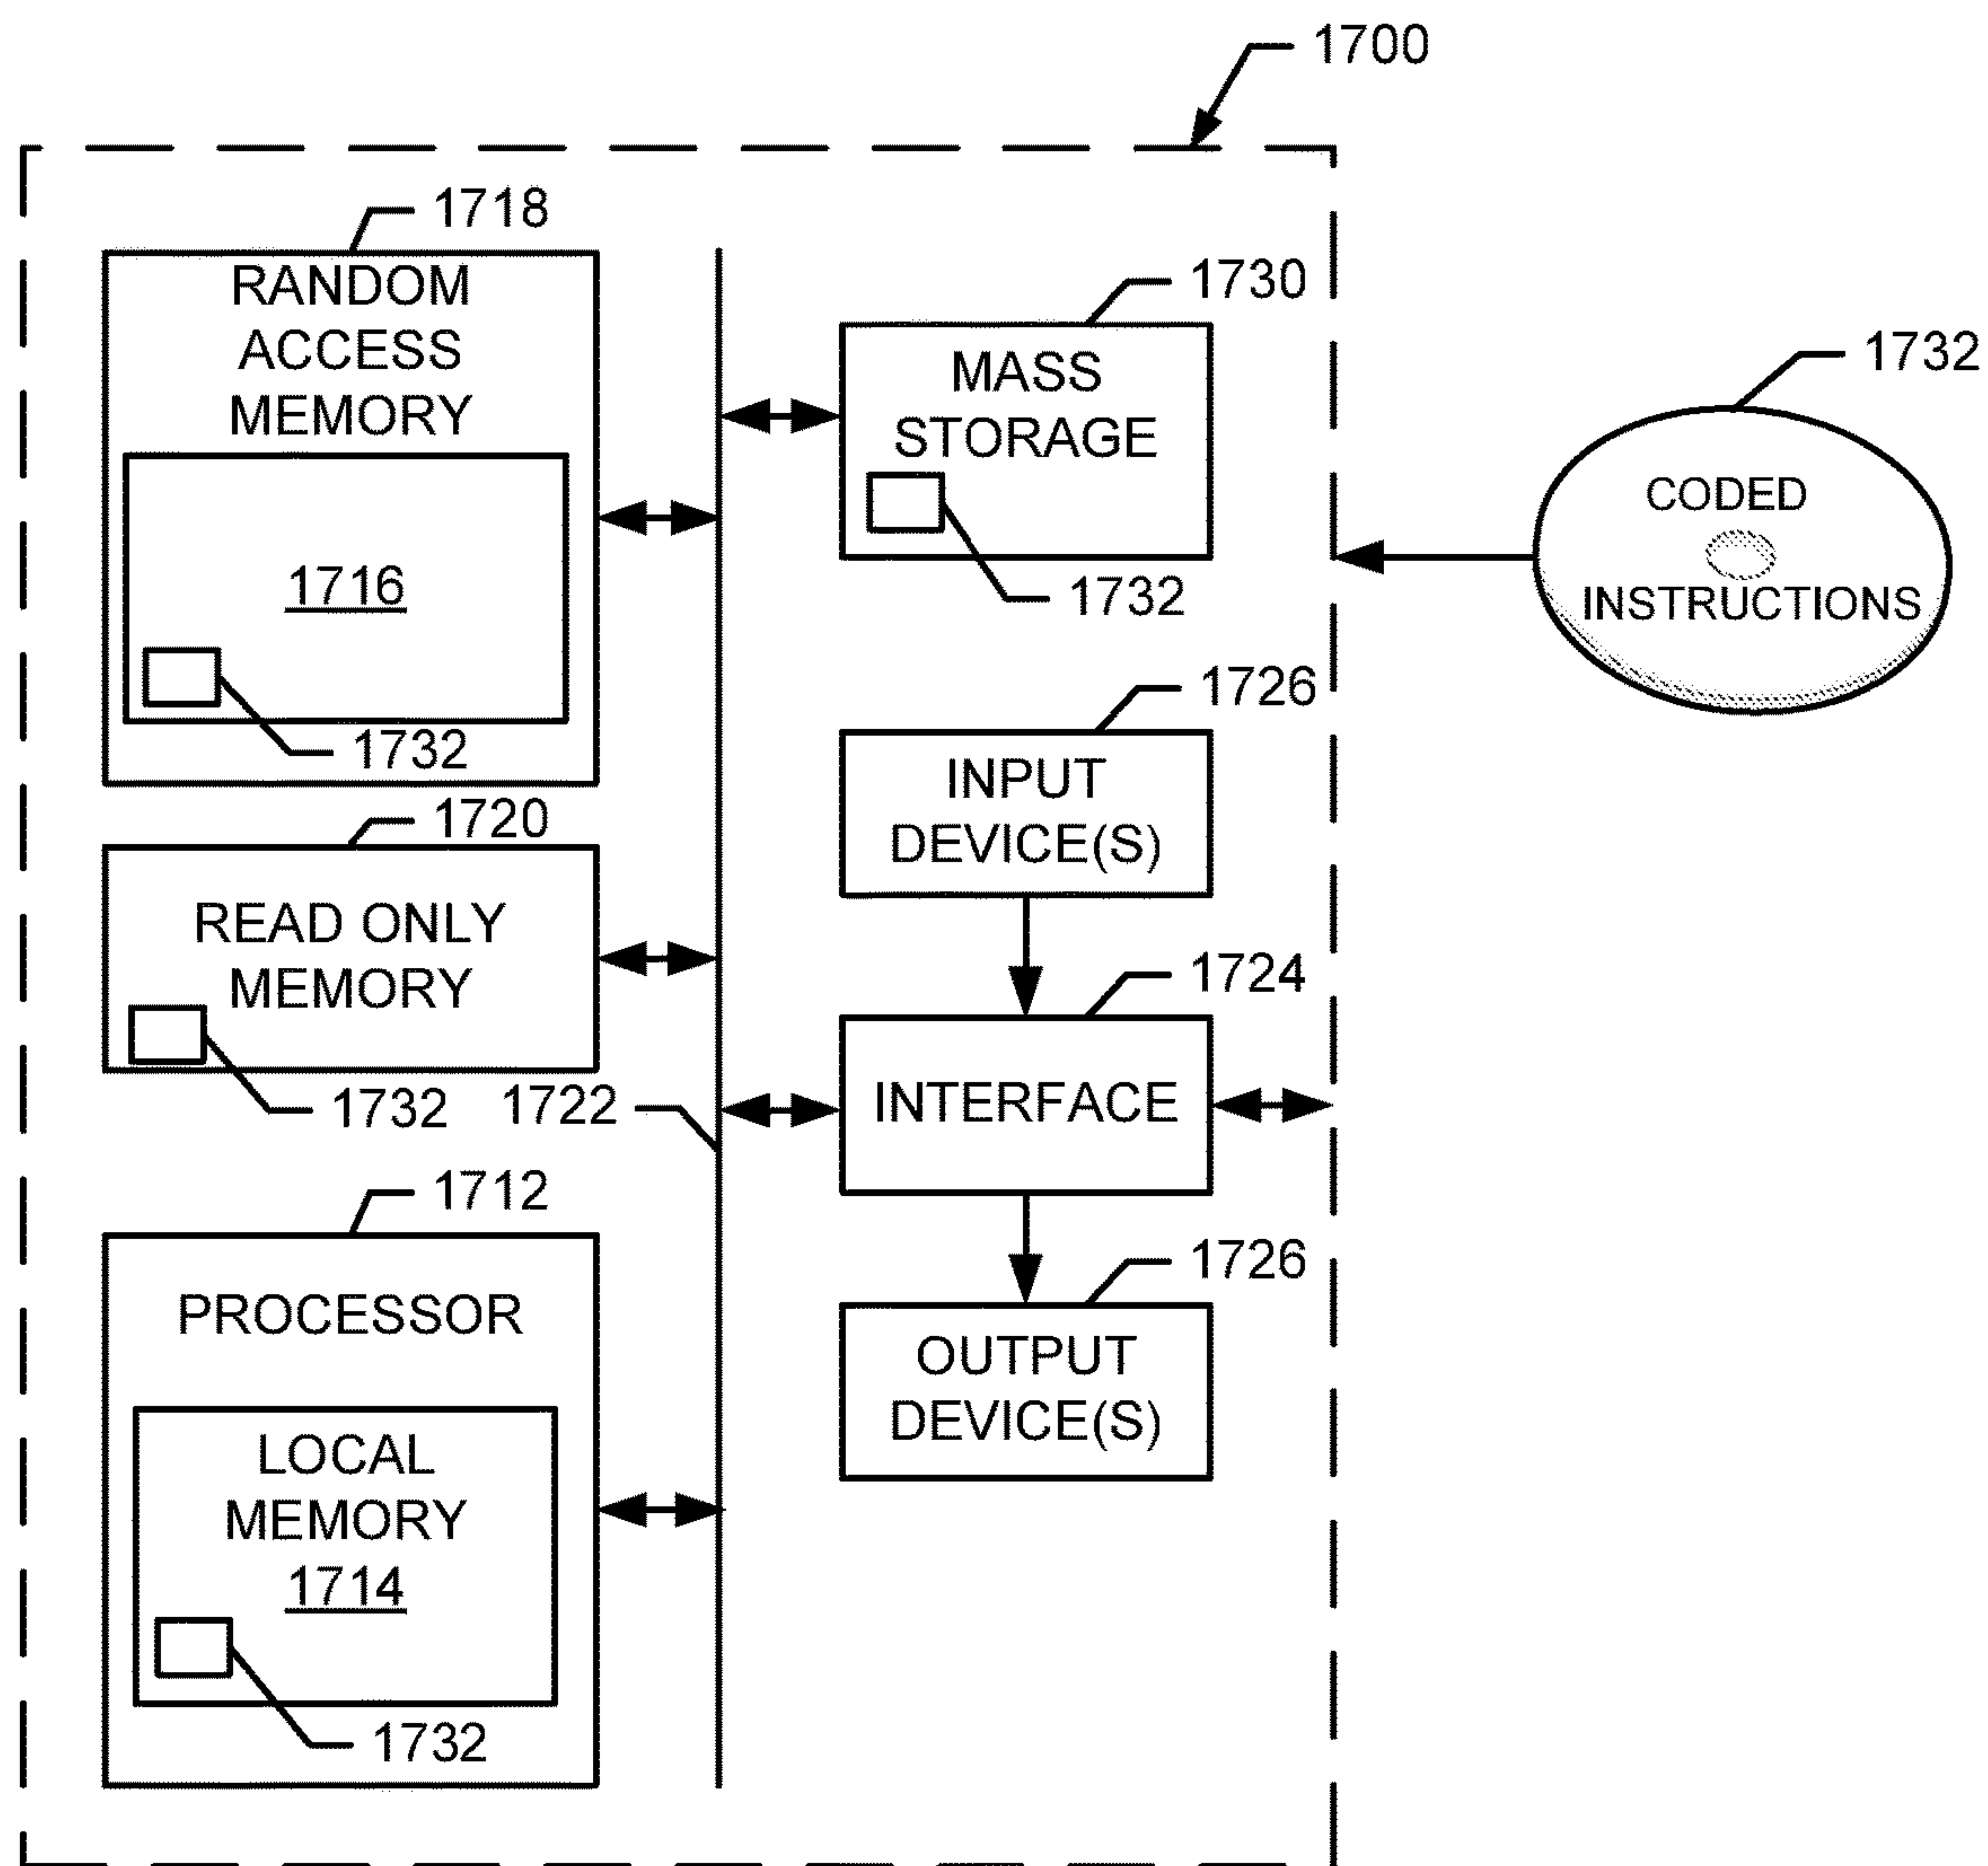 1700
1718
RANDOM
ACCESS
MEMORY
1716
1732
1720
READ ONLY
MEMORY
1732
1722
1712
PROCESSOR
LOCAL
MEMORY
1714
1732
1730
MASS
STORAGE
1732
1726
INPUT
DEVICE(S)
1724
INTERFACE
1726
OUTPUT
DEVICE(S)
1732
CODED
INSTRUCTIONS